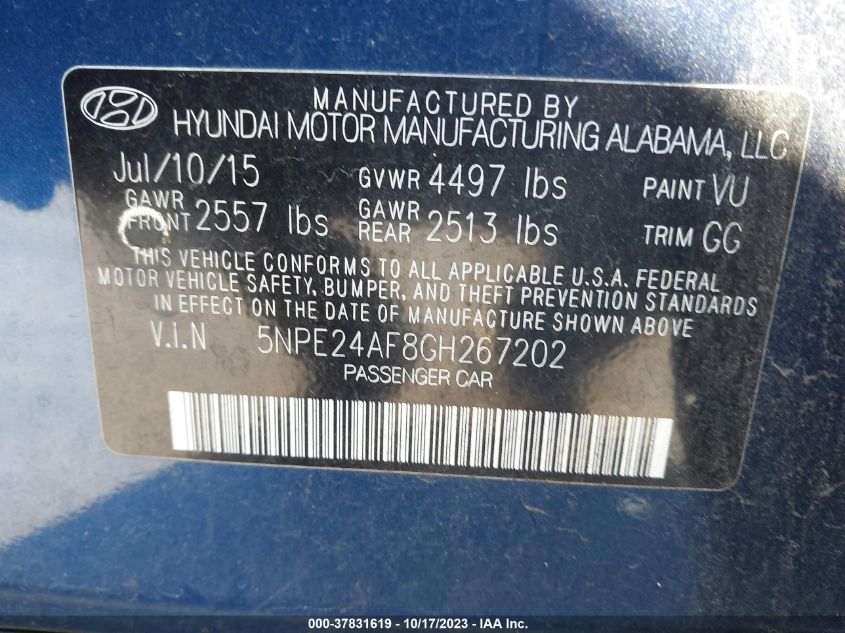 MANUFACTURED BY
HYUNDAI MOTOR MANUFACTURING ALABAMA, LLC
Jul/10/15 GVWR 4497 lbs PAINT VU
GAWR FRONT 2557 lbs GAWR REAR 2513 lbs TRIM GG
THIS VEHICLE CONFORMS TO ALL APPLICABLE U.S.A. FEDERAL
MOTOR VEHICLE SAFETY, BUMPER, AND THEFT PREVENTION STANDARDS
IN EFFECT ON THE DATE OF MANUFACTURE SHOWN ABOVE
V.i.N 5NPE24AF8GH267202
PASSENGER CAR
000-37831619 - 10/17/2023 - IAA Inc.